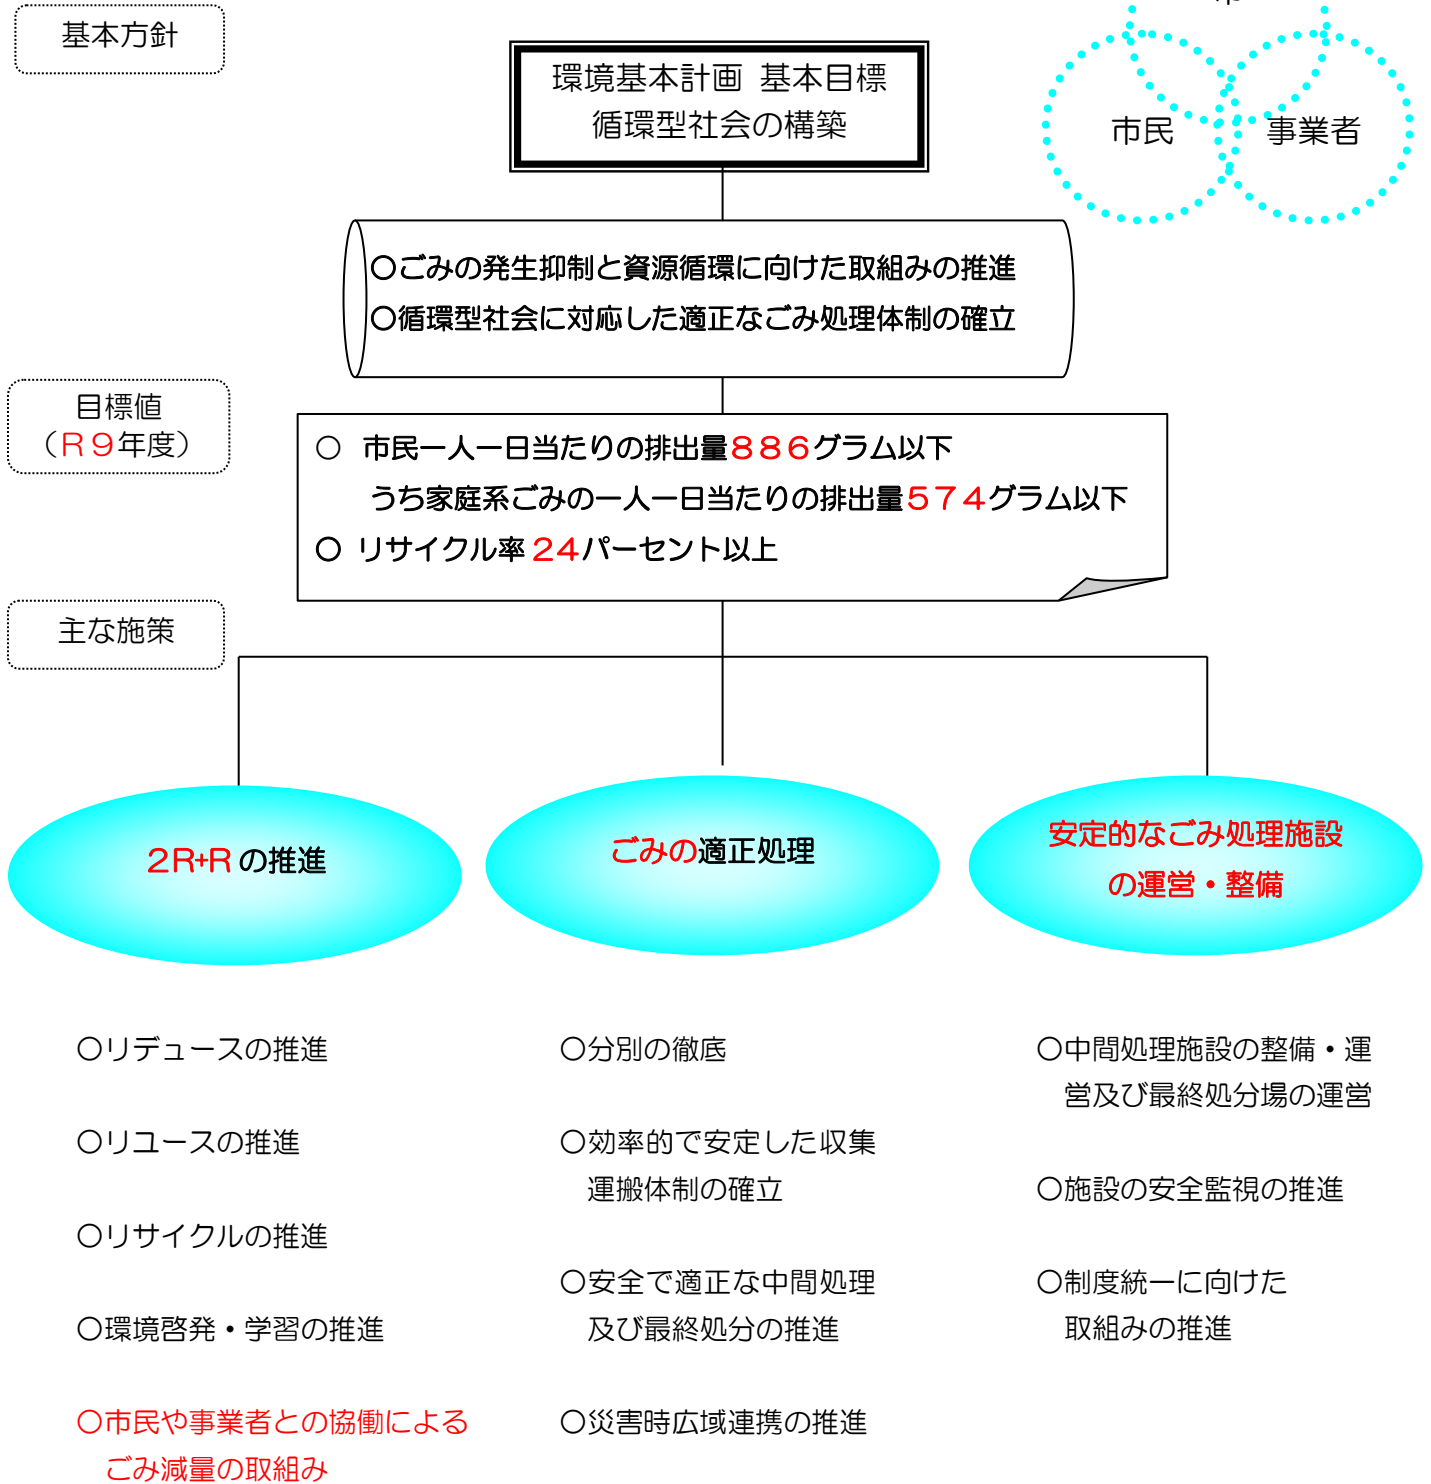 基本方針
環境基本計画 基本目標
循環型社会の構築
市民
事業者
〇ごみの発生抑制と資源循環に向けた取組みの推進
〇循環型社会に対応した適正なごみ処理体制の確立
目標値
（R９年度）
○ 市民一人一日当たりの排出量８８６グラム以下
うち家庭系ごみの一人一日当たりの排出量５７４グラム以下
〇 リサイクル率 24パーセント以上
主な施策
２R+R の推進
ごみの適正処理
安定的なごみ処理施設
の運営・整備
〇リデュースの推進
〇リユースの推進
〇リサイクルの推進
〇環境啓発・学習の推進
〇市民や事業者との協働による
ごみ減量の取組み
〇分別の徹底
〇効率的で安定した収集
運搬体制の確立
〇安全で適正な中間処理
及び最終処分の推進
〇災害時広域連携の推進
〇中間処理施設の整備・運
営及び最終処分場の運営
〇施設の安全監視の推進
〇制度統一に向けた
取組みの推進